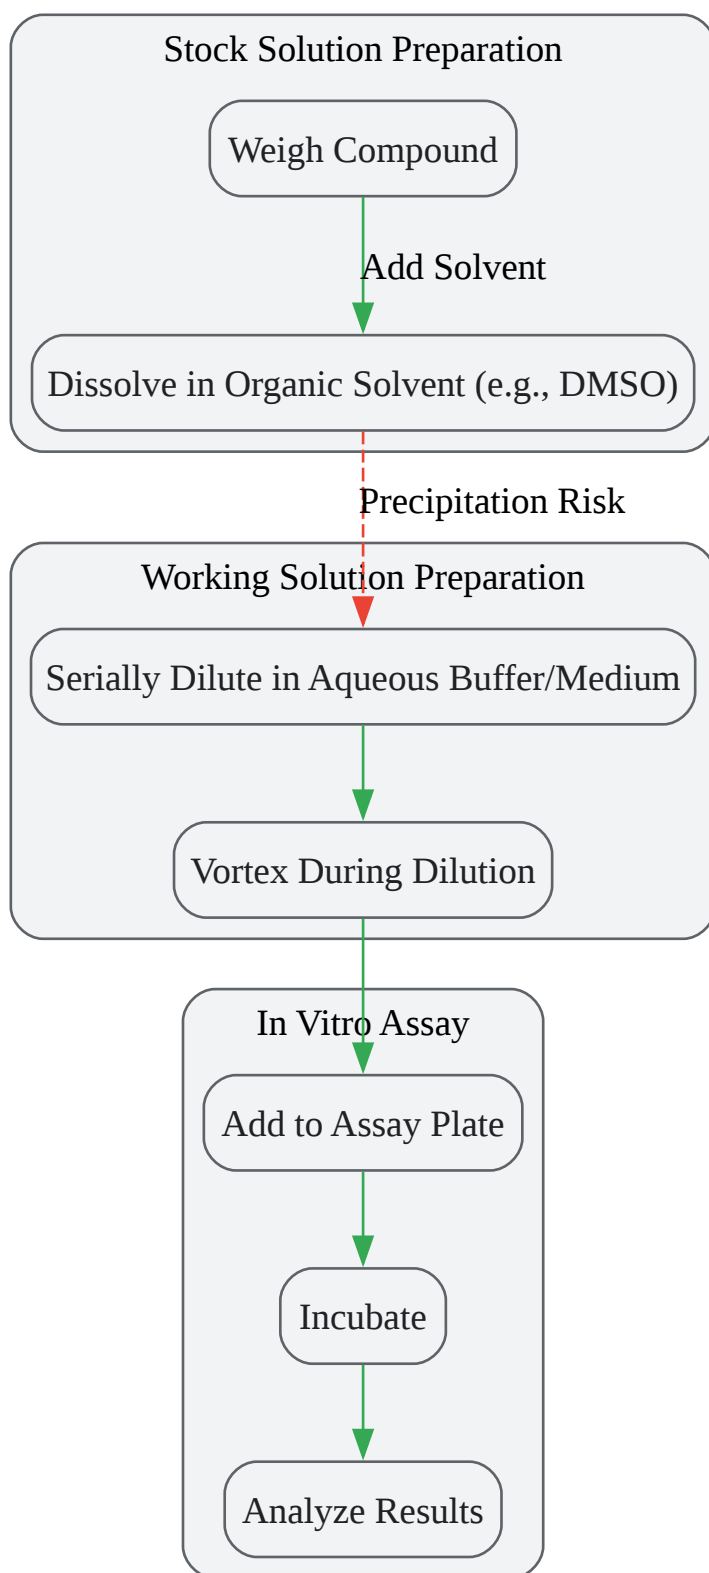 Stock Solution Preparation
Weigh Compound
Add Solvent
Dissolve in Organic Solvent (e.g., DMSO)
Precipitation Risk
Working Solution Preparation
Serially Dilute in Aqueous Buffer/Medium
Vortex During Dilution
In Vitro Assay
Add to Assay Plate
Incubate
Analyze Results